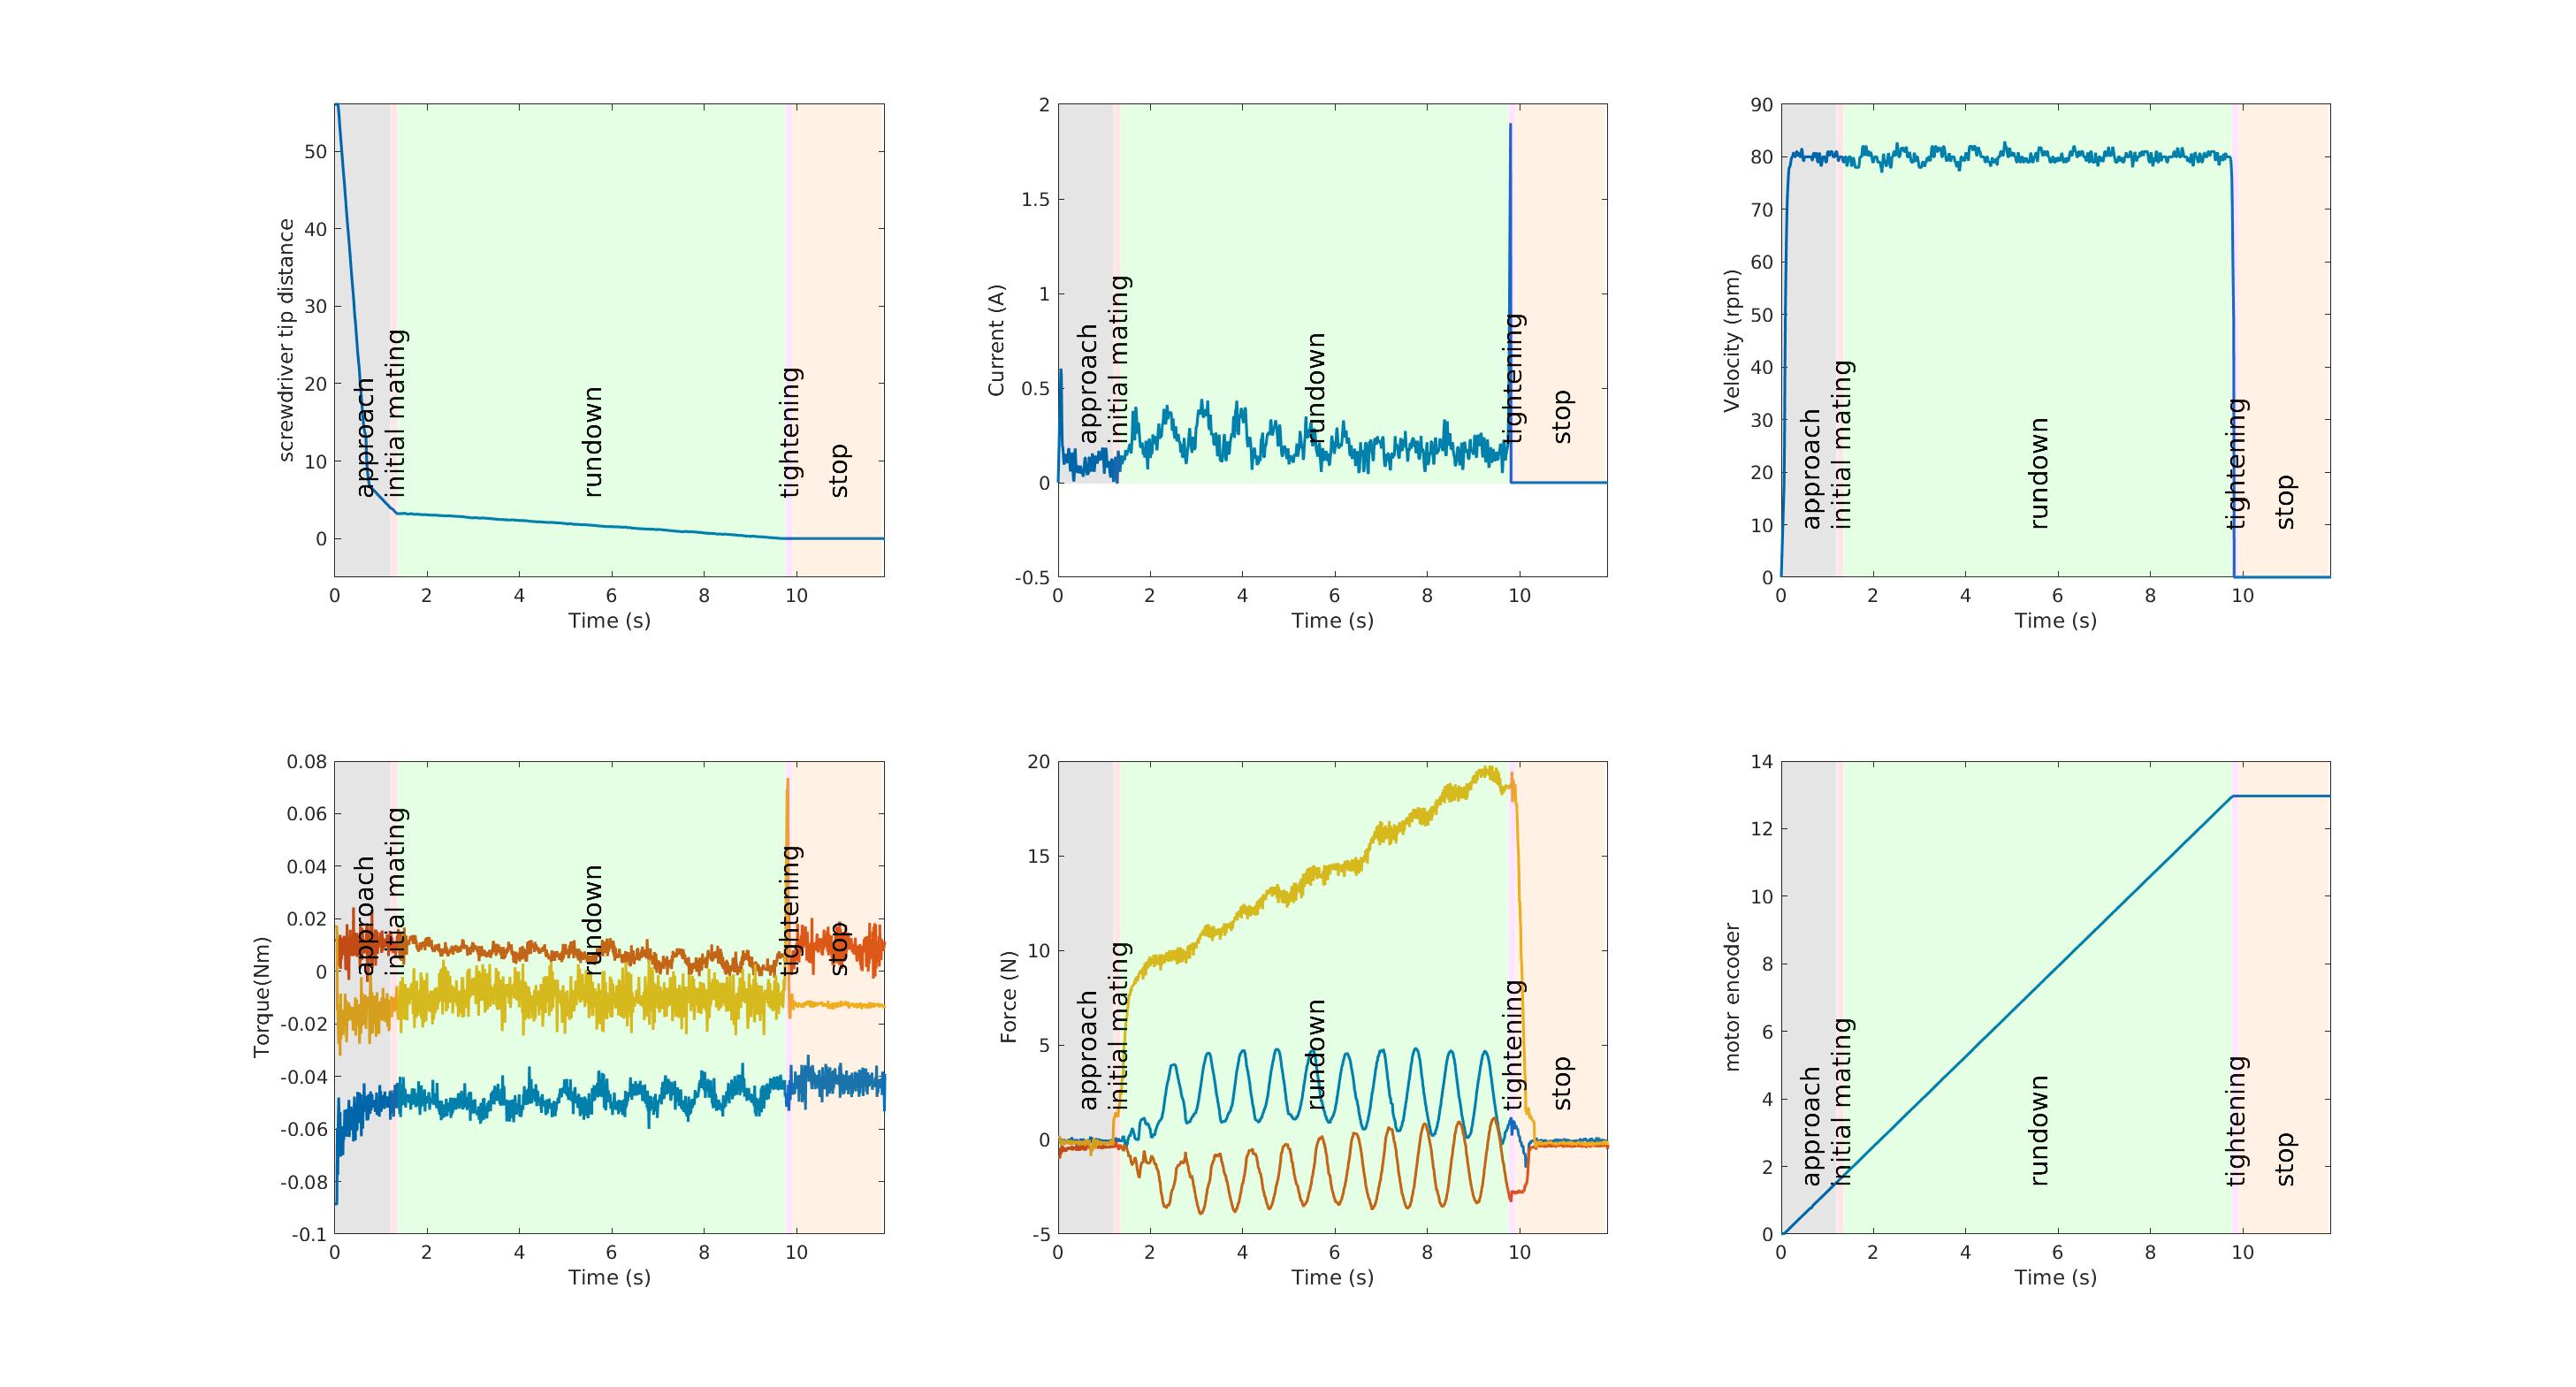 50
40
30
20
10
0
screwdriver tip distance
approach
initial mating
rundown
tightening
stop
0 2 4 6 8 10
Time (s)
2
1.5
1
0.5
0
-0.5
Current (A)
approach
initial mating
rundown
tightening
stop
0 2 4 6 8 10
Time (s)
90
80
70
60
50
40
30
20
10
0
Velocity (rpm)
approach
initial mating
rundown
tightening
stop
0 2 4 6 8 10
Time (s)
0.08
0.06
0.04
0.02
0
-0.02
-0.04
-0.06
-0.08
-0.1
Torque(Nm)
approach
initial mating
rundown
tightening
stop
0 2 4 6 8 10
Time (s)
20
15
10
5
0
-5
Force (N)
approach
initial mating
rundown
tightening
stop
0 2 4 6 8 10
Time (s)
14
12
10
8
6
4
2
0
motor encoder
approach
initial mating
rundown
tightening
stop
0 2 4 6 8 10
Time (s)